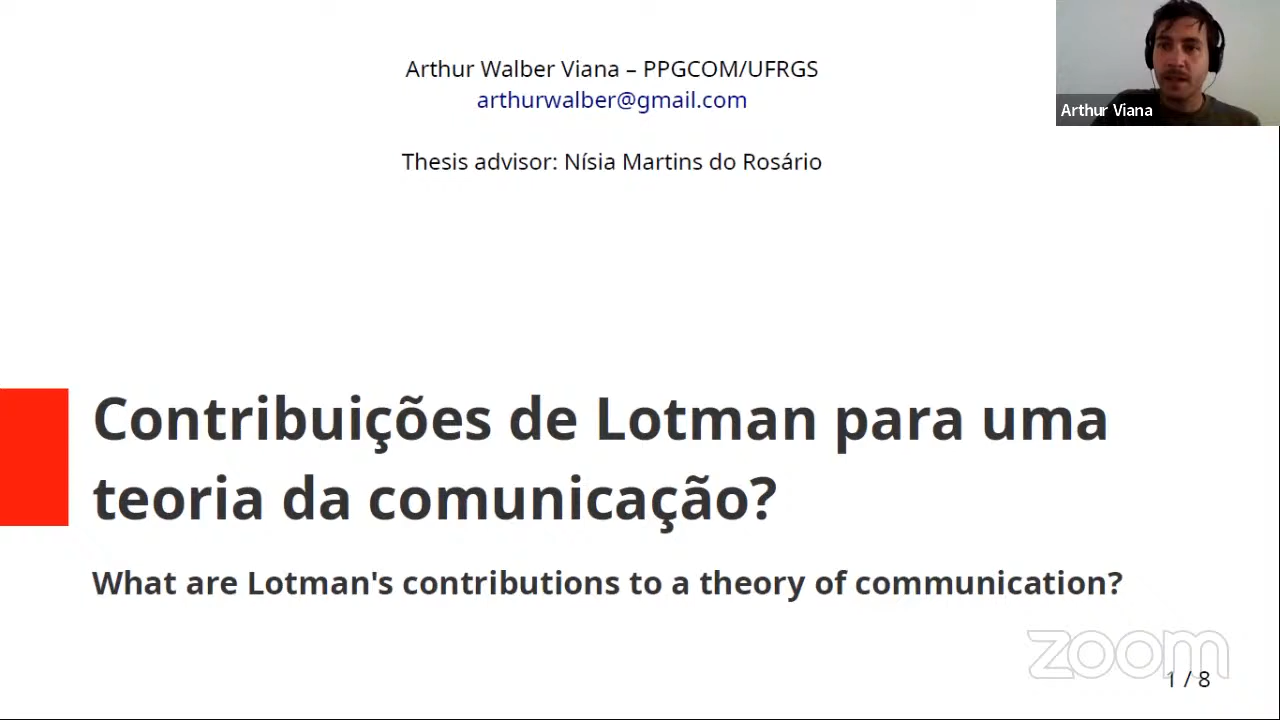 Arthur Walber Viana – PPGCOM/UFRGS
arthurwalber@gmail.com
Thesis advisor: Nísia Martins do Rosário
Arthur Viana
Contribuições de Lotman para uma
teoria da comunicação?
What are Lotman's contributions to a theory of communication?
zoom
1 / 8